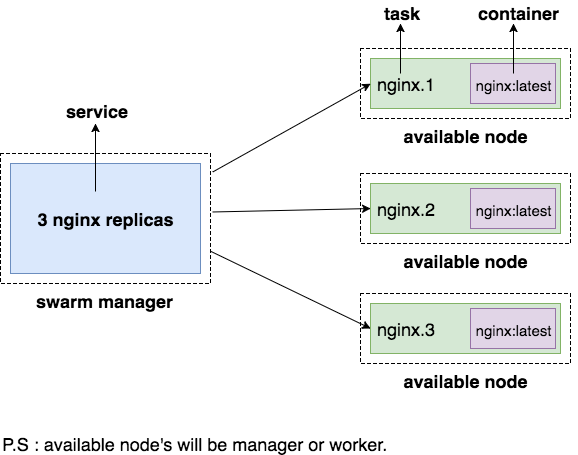 task
container
nginx.1
nginx:latest
available node
service
3 nginx replicas
swarm manager
nginx.2
nginx:latest
available node
nginx.3
nginx:latest
available node
P.S : available node's will be manager or worker.